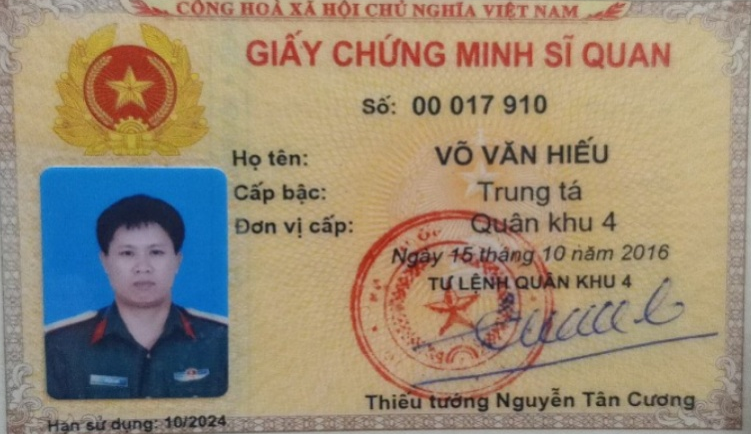 CỘNG HOÀ XÃ HỘI CHỦ NGHĨA VIỆT NAM
GIẤY CHỨNG MINH SĨ QUAN
Số: 00 017 910
Họ tên: VÕ VĂN HIẾU
Cấp bậc: Trung tá
Đơn vị cấp: Quân khu 4
Ngày 15 tháng 10 năm 2016
TƯ LỆNH QUÂN KHU 4
Thiếu tướng Nguyễn Tân Cương
Hạn sử dụng: 10/2024